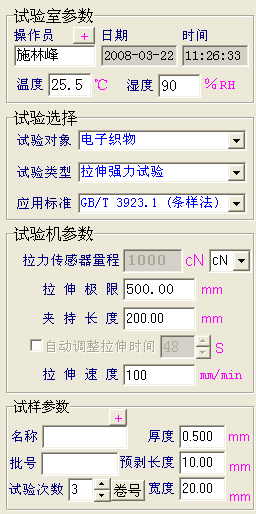 试验室参数
操作员 + 日期 时间
施林峰 2008-03-22 11:26:33
温度 25.5 ℃ 湿度 90 %RH
试验选择
试验对象 电子织物
试验类型 拉伸强力试验
应用标准 GB/T 3923.1 (条样法)
试验机参数
拉力传感器量程 1000 cN cN
拉伸极限 500.00 mm
夹持长度 200.00 mm
自动调整拉伸时间 48 S
拉伸速度 100 mm/min
试样参数
+
名称 厚度 0.500 mm
批号 预剥长度 10.00 mm
试验次数 3 卷号 宽度 20.00 mm